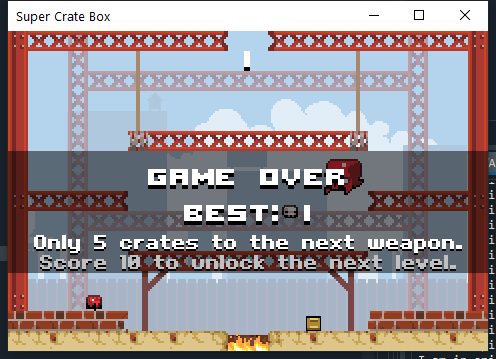 Super Crate Box
1
GAME OVER
BEST: 1
Only 5 crates to the next weapon.
Score 10 to unlock the next level.